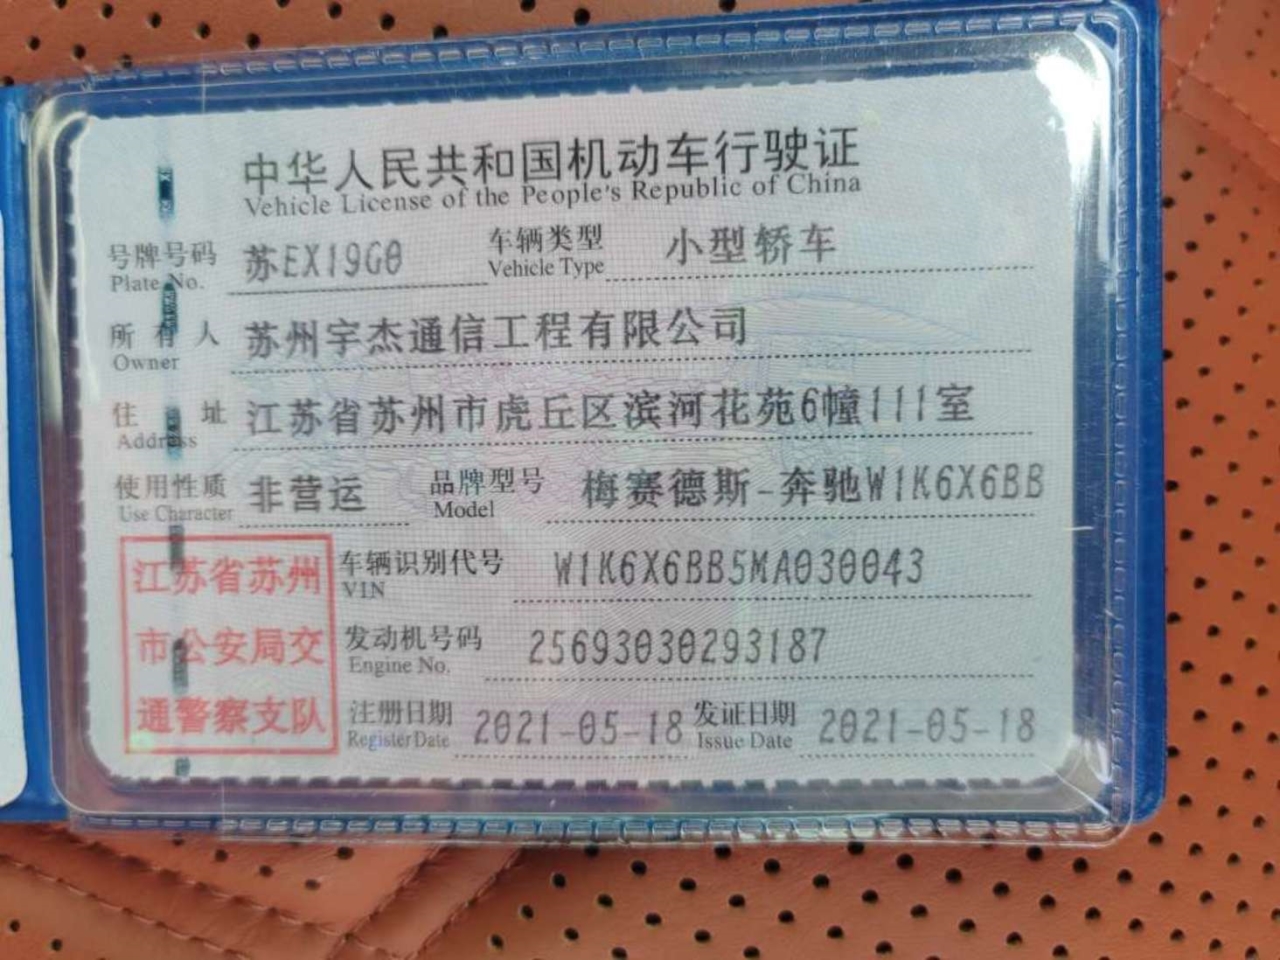 中华人民共和国机动车行驶证
Vehicle License of the People's Republic of China
号牌号码 苏EX19G0 车辆类型 小型轿车
Plate No. Vehicle Type
所有人 苏州宇杰通信工程有限公司
Owner
住址 江苏省苏州市虎丘区滨河花苑6幢111室
Address
使用性质 非营运 品牌型号 梅赛德斯-奔驰W1K6X6BB
Use Character Model
江苏省苏州
市公安局交
通警察支队
车辆识别代号 W1K6X6BB5MA030043
VIN
发动机号码 25693030293187
Engine No.
注册日期 2021-05-18 发证日期 2021-05-18
Register Date Issue Date